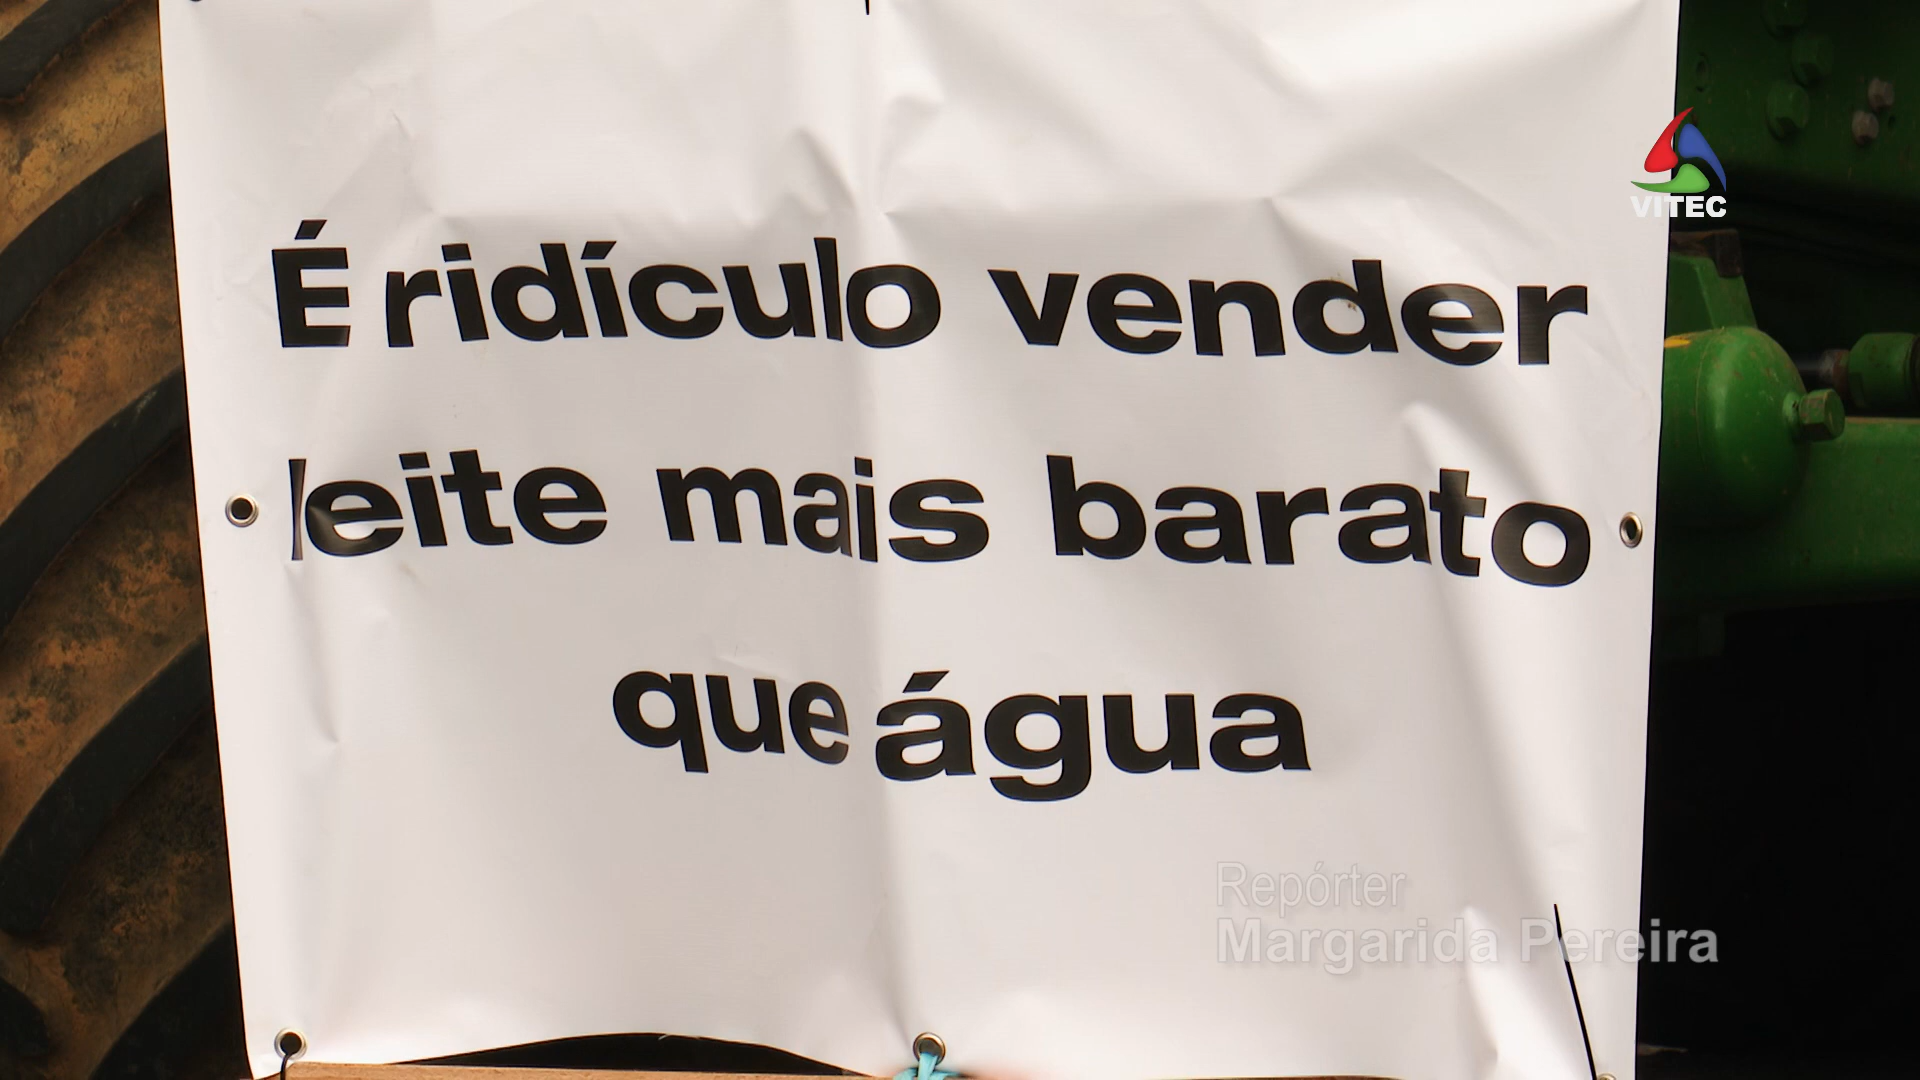 VITEC
É ridículo vender
leite mais barato
que água
Repórter
Margarida Pereira